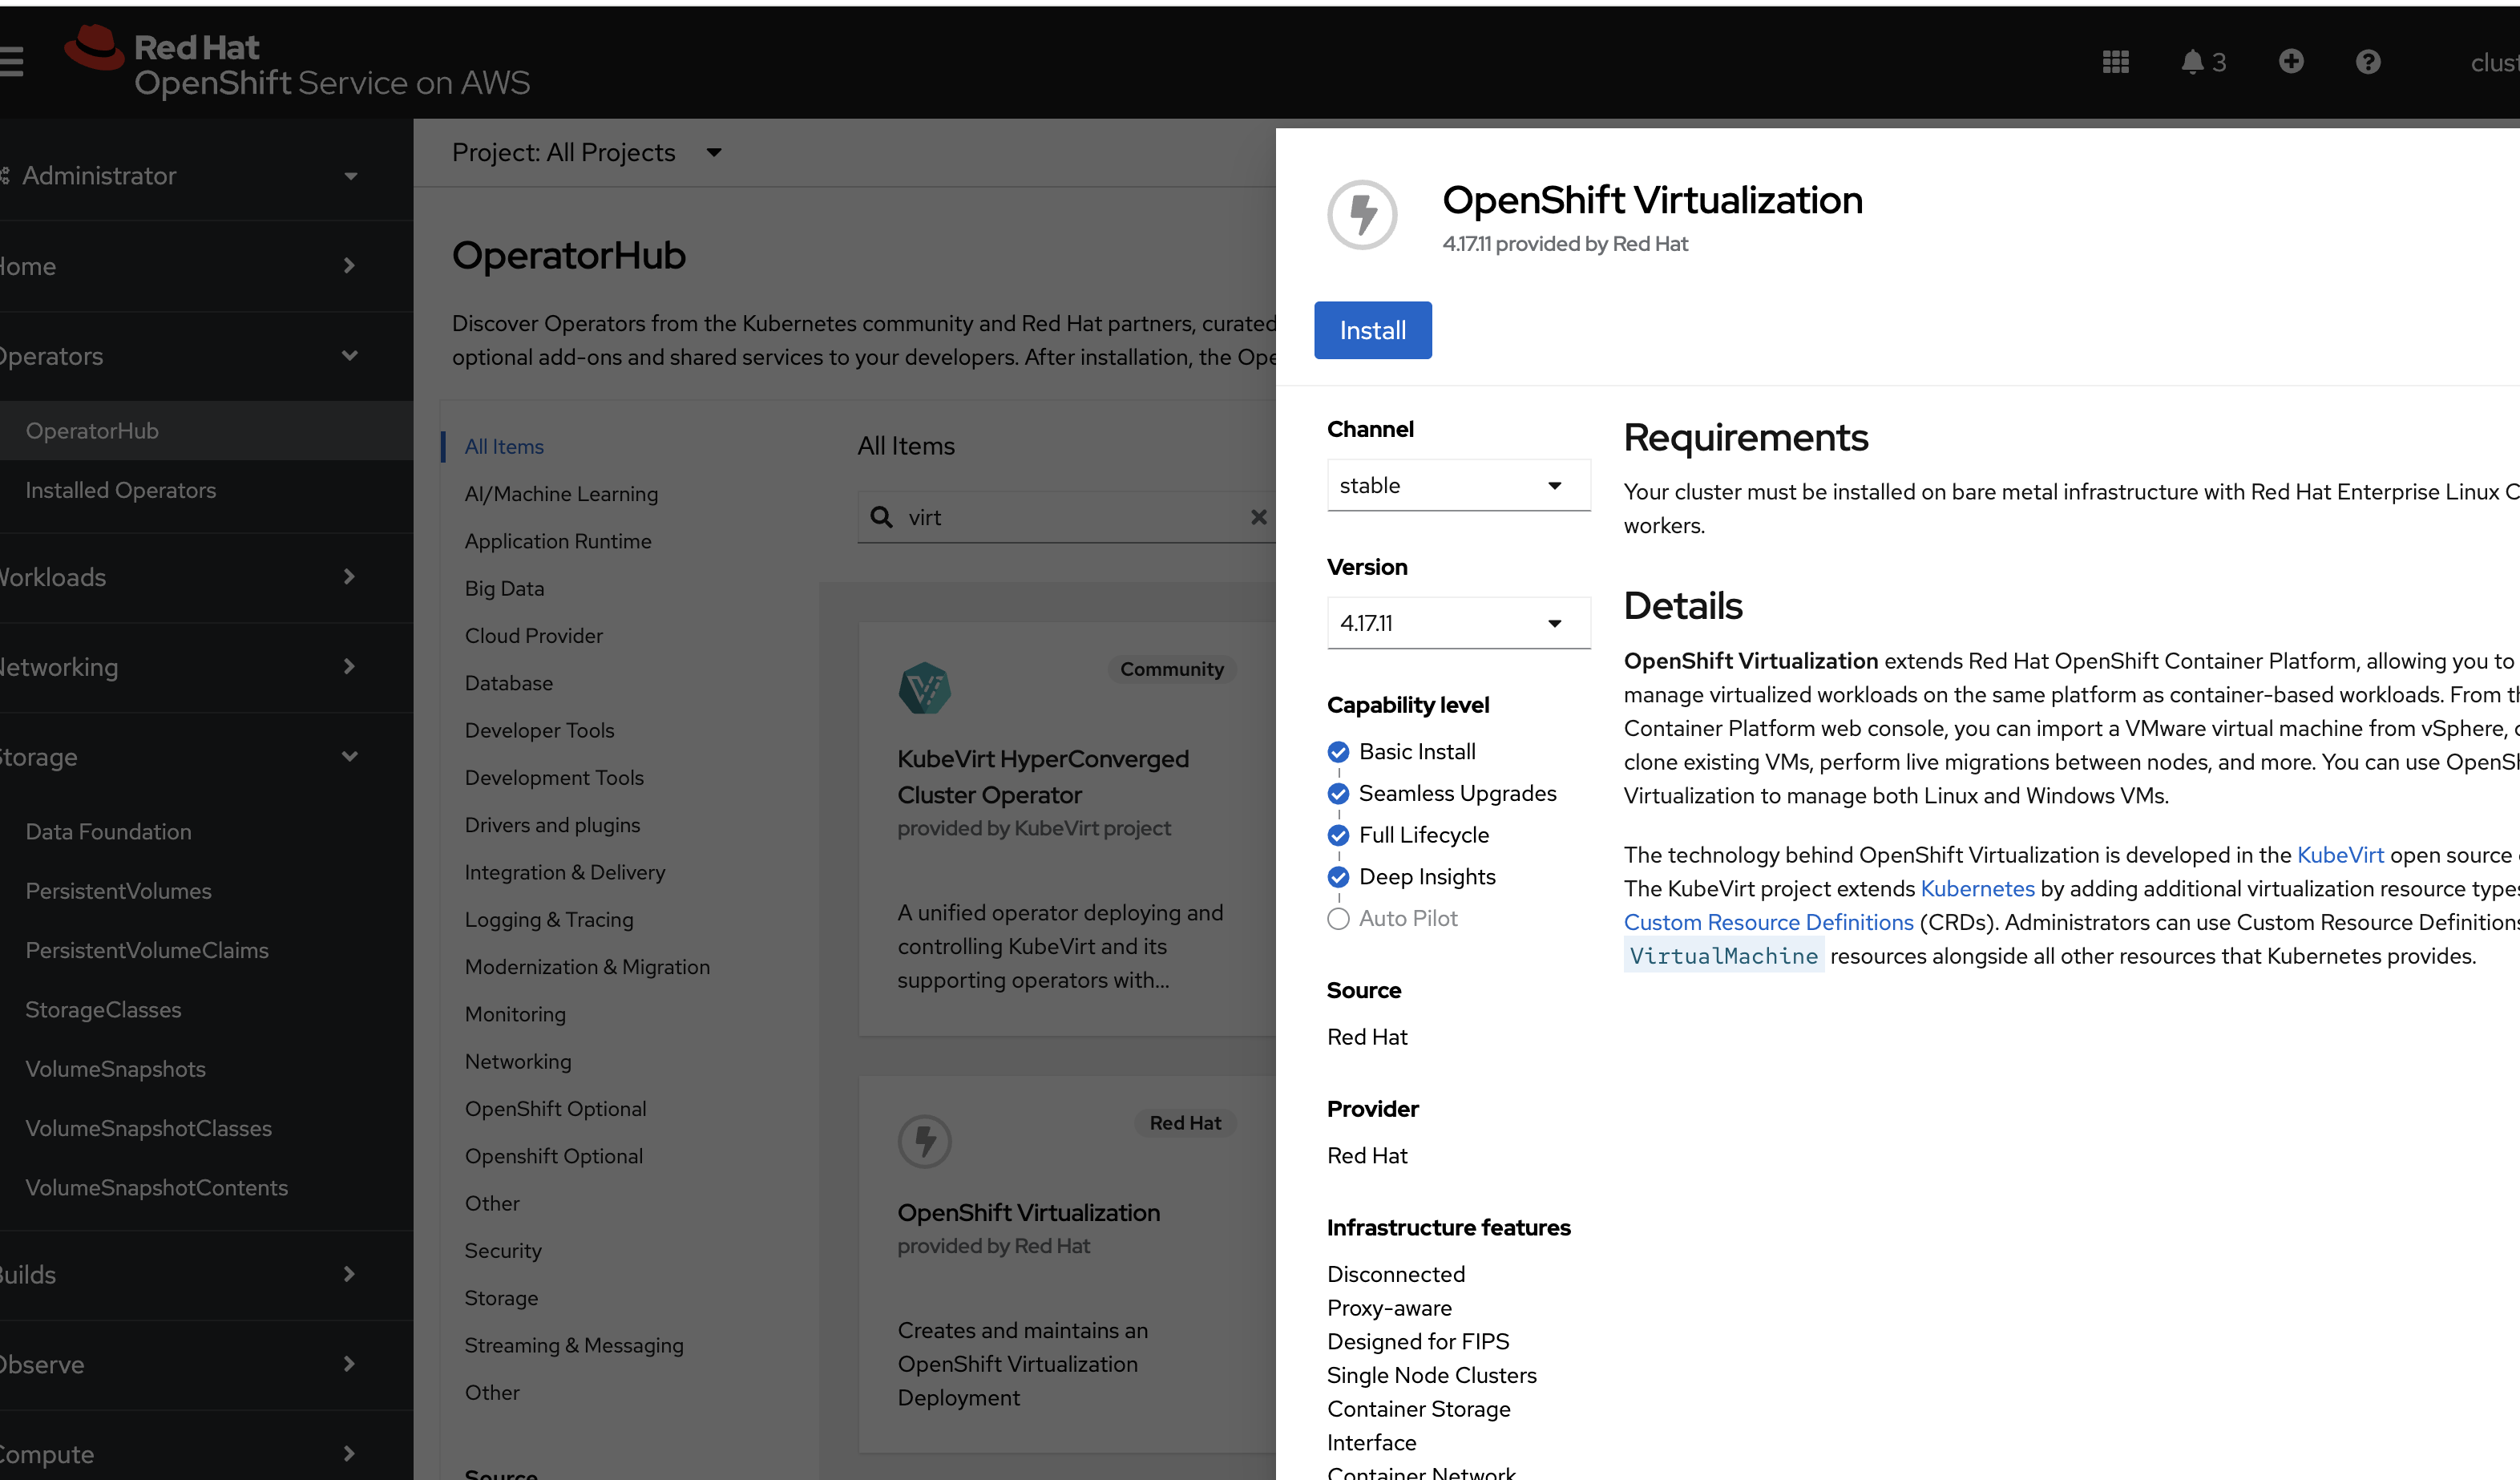 Red Hat
OpenShift Service on AWS
3
Administrator
Operators
OperatorHub
Installed Operators
Data Foundation
PersistentVolumes
PersistentVolumeClaims
StorageClasses
VolumeSnapshots
VolumeSnapshotClasses
VolumeSnapshotContents
Project: All Projects
OperatorHub
Discover Operators from the Kubernetes community and Red Hat partners, curated
optional add-ons and shared services to your developers. After installation, the
All Items
AI/Machine Learning
Application Runtime
Big Data
Cloud Provider
Database
Developer Tools
Development Tools
Drivers and plugins
Integration & Delivery
Logging & Tracing
Modernization & Migration
Monitoring
Networking
OpenShift Optional
Openshift Optional
Other
Security
Storage
Streaming & Messaging
Other
Source
All Items
virt
Community
KubeVirt HyperConverged
Cluster Operator
provided by KubeVirt project
A unified operator deploying and
controlling KubeVirt and its
supporting operators with...
Red Hat
OpenShift Virtualization
provided by Red Hat
Creates and maintains an
OpenShift Virtualization
Deployment
OpenShift Virtualization
4.17.11 provided by Red Hat
Install
Channel
stable
Version
4.17.11
Capability level
Basic Install
Seamless Upgrades
Full Lifecycle
Deep Insights
Auto Pilot
Source
Red Hat
Provider
Red Hat
Infrastructure features
Disconnected
Proxy-aware
Designed for FIPS
Single Node Clusters
Container Storage
Interface
Container Network
Requirements
Your cluster must be installed on bare metal infrastructure with Red Hat Enterprise Linux
workers.
Details
OpenShift Virtualization extends Red Hat OpenShift Container Platform, allowing you to
manage virtualized workloads on the same platform as container-based workloads. From
Container Platform web console, you can import a VMware virtual machine from vSphere,
clone existing VMs, perform live migrations between nodes, and more. You can use
Virtualization to manage both Linux and Windows VMs.
The technology behind OpenShift Virtualization is developed in the KubeVirt open source
The KubeVirt project extends Kubernetes by adding additional virtualization resource types
Custom Resource Definitions (CRDs). Administrators can use Custom Resource Definitions
VirtualMachine resources alongside all other resources that Kubernetes provides.